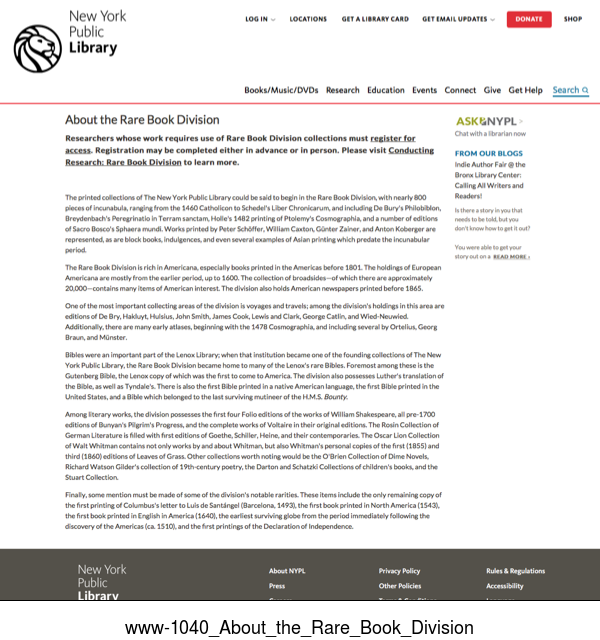 New York
Public
Library
LOG IN
LOCATIONS
GET A LIBRARY CARD
GET EMAIL UPDATES
DONATE
SHOP
Books/Music/DVDs
Research
Education
Events
Connect
Give
Get Help
Search
About the Rare Book Division
Researchers whose work requires use of Rare Book Division collections must register for
access. Registration may be completed either in advance or in person. Please visit Conducting
Research: Rare Book Division to learn more.
The printed collections of The New York Public Library could be said to begin in the Rare Book Division, with nearly 800
pieces of incunabula, ranging from the 1460 Catholicon to Schedel's Liber Chronicarum, and including De Bury's Philobiblon,
Breydenbach's Peregrinatio in Terram sanctam, Holle's 1482 printing of Ptolemy's Cosmographia, and a number of editions
of Sacro Bosco's Sphaera mundi. Works printed by Peter Schöffer, William Caxton, Günter Zainer, and Anton Koberger are
represented, as are block books, indulgences, and even several examples of Asian printing which predate the incunabular
period.
The Rare Book Division is rich in Americana, especially books printed in the Americas before 1801. The holdings of European
Americana are mostly from the earlier period, up to 1600. The collection of broadsides—of which there are approximately
20,000—contains many items of American interest. The division also holds American newspapers printed before 1865.
One of the most important collecting areas of the division is voyages and travels; among the division's holdings in this area are
editions of De Bry, Hakluyt, Hulsius, John Smith, James Cook, Lewis and Clark, George Catlin, and Wied-Neuwied.
Additionally, there are many early atlases, beginning with the 1478 Cosmographia, and including several by Ortelius, Georg
Braun, and Münster.
Bibles were an important part of the Lenox Library; when that institution became one of the founding collections of The New
York Public Library, the Rare Book Division became home to many of the Lenox's rare Bibles. Foremost among these is the
Gutenberg Bible, the Lenox copy of which was the first to come to America. The division also possesses Luther's translation of
the Bible, as well as Tyndale's. There is also the first Bible printed in a native American language, the first Bible printed in the
United States, and a Bible which belonged to the last surviving mutineer of the H.M.S. Bounty.
Among literary works, the division possesses the first four Folio editions of the works of William Shakespeare, all pre-1700
editions of Bunyan's Pilgrim's Progress, and the complete works of Voltaire in their original editions. The Rosin Collection of
German Literature is filled with first editions of Goethe, Schiller, Heine, and their contemporaries. The Oscar Lion Collection
of Walt Whitman contains not only works by and about Whitman, but also Whitman's personal copies of the first (1855) and
third (1860) editions of Leaves of Grass. Other collections worth noting would be the O'Brien Collection of Dime Novels,
Richard Watson Gilder's collection of 19th-century poetry, the Darton and Schatzki Collections of children's books, and the
Stuart Collection.
Finally, some mention must be made of some of the division's notable rarities. These items include the only remaining copy of
the first printing of Columbus's letter to Luis de Santángel (Barcelona, 1493), the first book printed in North America (1543),
the first book printed in English in America (1640), the earliest surviving globe from the period immediately following the
discovery of the Americas (ca. 1510), and the first printings of the Declaration of Independence.
ASK NYPL >
Chat with a librarian now
FROM OUR BLOGS
Indie Author Fair @ the
Bronx Library Center:
Calling All Writers and
Readers!
Is there a story in you that
needs to be told, but you
don't know how to get it out?
You were able to get your
story out on a READ MORE ›
New York
Public
Library
About NYPL
Press
Privacy Policy
Other Policies
Rules & Regulations
Accessibility
www-1040_About_the_Rare_Book_Division